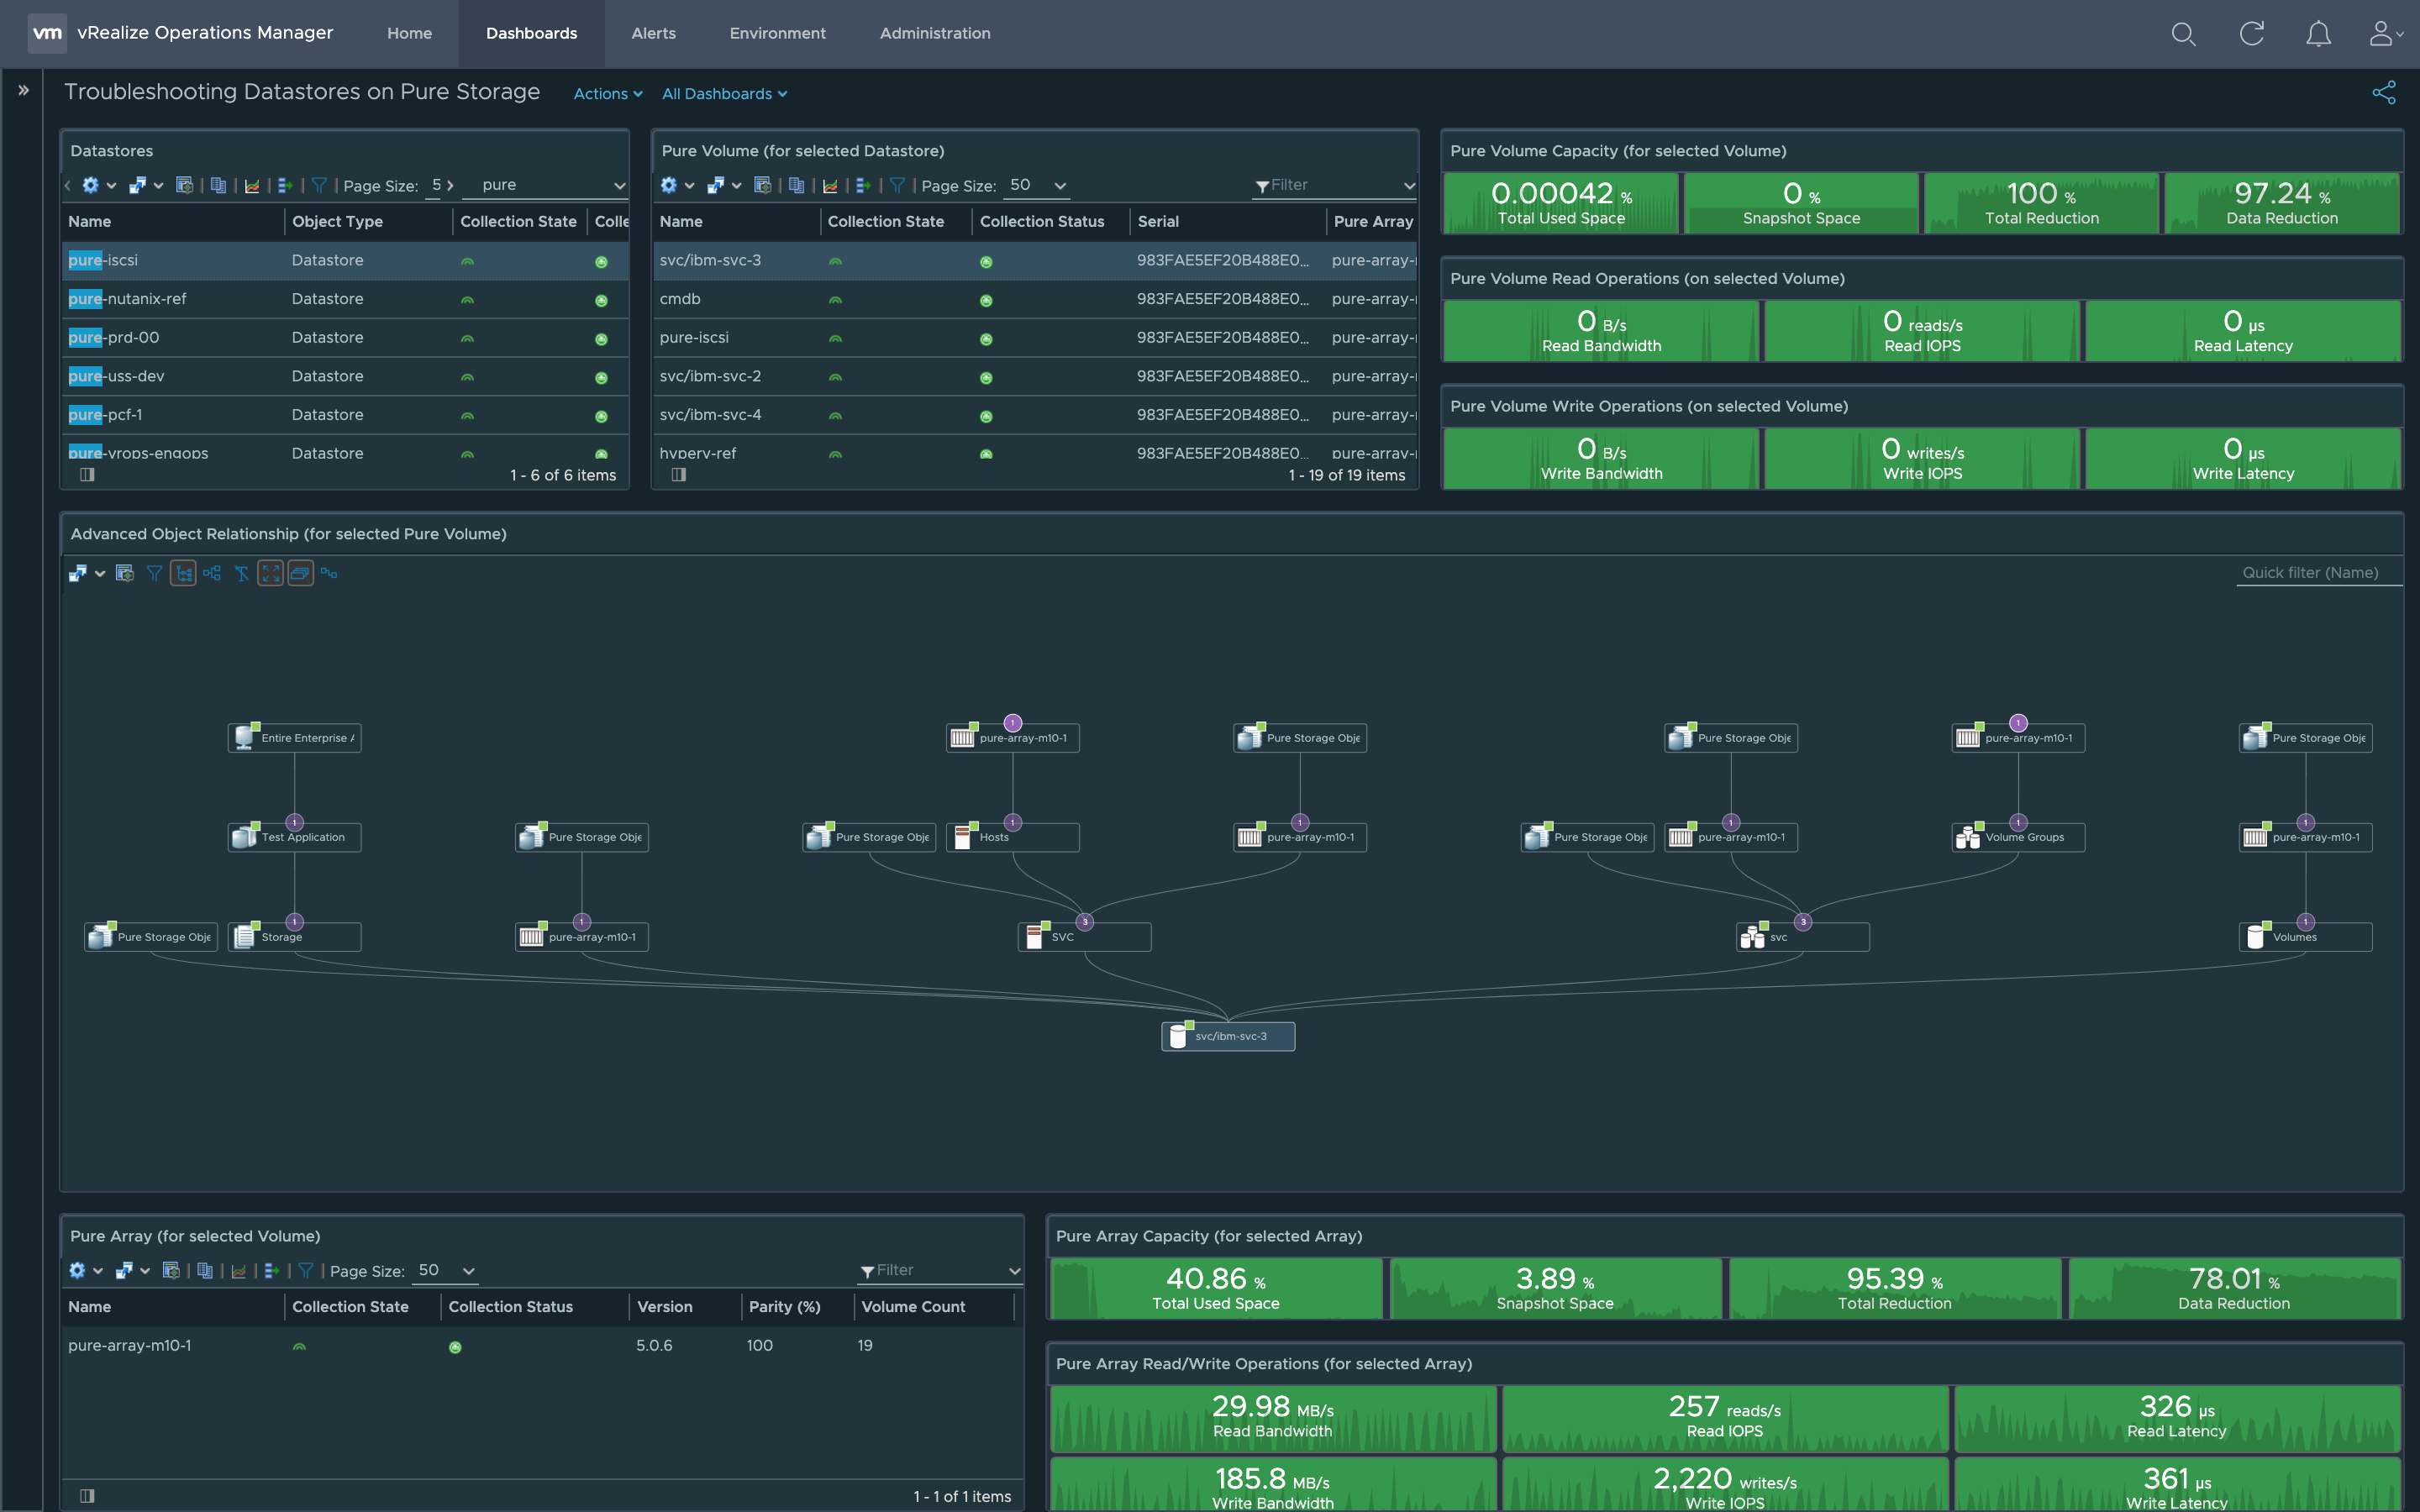 vm vRealize Operations Manager Home Dashboards Alerts Environment Administration
Troubleshooting Datastores on Pure Storage Actions All Dashboards
Datastores
Page Size: 5 pure
Name Object Type Collection State Colle
pure-iscsi Datastore
pure-nutanix-ref Datastore
pure-prd-00 Datastore
pure-uss-dev Datastore
pure-pcf-1 Datastore
pure-vrops-engops Datastore
1 - 6 of 6 items
Pure Volume (for selected Datastore)
Page Size: 50 Filter
Name Collection State Collection Status Serial Pure Array
svc/ibm-svc-3 983FAE5EF20B488E0... pure-array-
cmdb 983FAE5EF20B488E0... pure-array-
pure-iscsi 983FAE5EF20B488E0... pure-array-
svc/ibm-svc-2 983FAE5EF20B488E0... pure-array-
svc/ibm-svc-4 983FAE5EF20B488E0... pure-array-
hyperv-ref 983FAE5EF20B488E0... pure-array-
1 - 19 of 19 items
Pure Volume Capacity (for selected Volume)
0.00042 % 0 % 100 % 97.24 %
Total Used Space Snapshot Space Total Reduction Data Reduction
Pure Volume Read Operations (on selected Volume)
0 B/s 0 reads/s 0 µs
Read Bandwidth Read IOPS Read Latency
Pure Volume Write Operations (on selected Volume)
0 B/s 0 writes/s 0 µs
Write Bandwidth Write IOPS Write Latency
Advanced Object Relationship (for selected Pure Volume)
Quick filter (Name)
1 1
Entire Enterprise A pure-array-m10-1 Pure Storage Obje Pure Storage Obje pure-array-m10-1 Pure Storage Obje
1 1 1 1 1 1
Test Application Pure Storage Obje Pure Storage Obje Hosts pure-array-m10-1 Pure Storage Obje pure-array-m10-1 Volume Groups pure-array-m10-1
1 1 3 3 1
Pure Storage Obje Storage pure-array-m10-1 SVC svc Volumes
svc/ibm-svc-3
Pure Array (for selected Volume)
Page Size: 50 Filter
Name Collection State Collection Status Version Parity (%) Volume Count
pure-array-m10-1 5.0.6 100 19
1 - 1 of 1 items
Pure Array Capacity (for selected Array)
40.86 % 3.89 % 95.39 % 78.01 %
Total Used Space Snapshot Space Total Reduction Data Reduction
Pure Array Read/Write Operations (for selected Array)
29.98 MB/s 257 reads/s 326 µs
Read Bandwidth Read IOPS Read Latency
185.8 MB/s 2,220 writes/s 361 µs
Write Bandwidth Write IOPS Write Latency